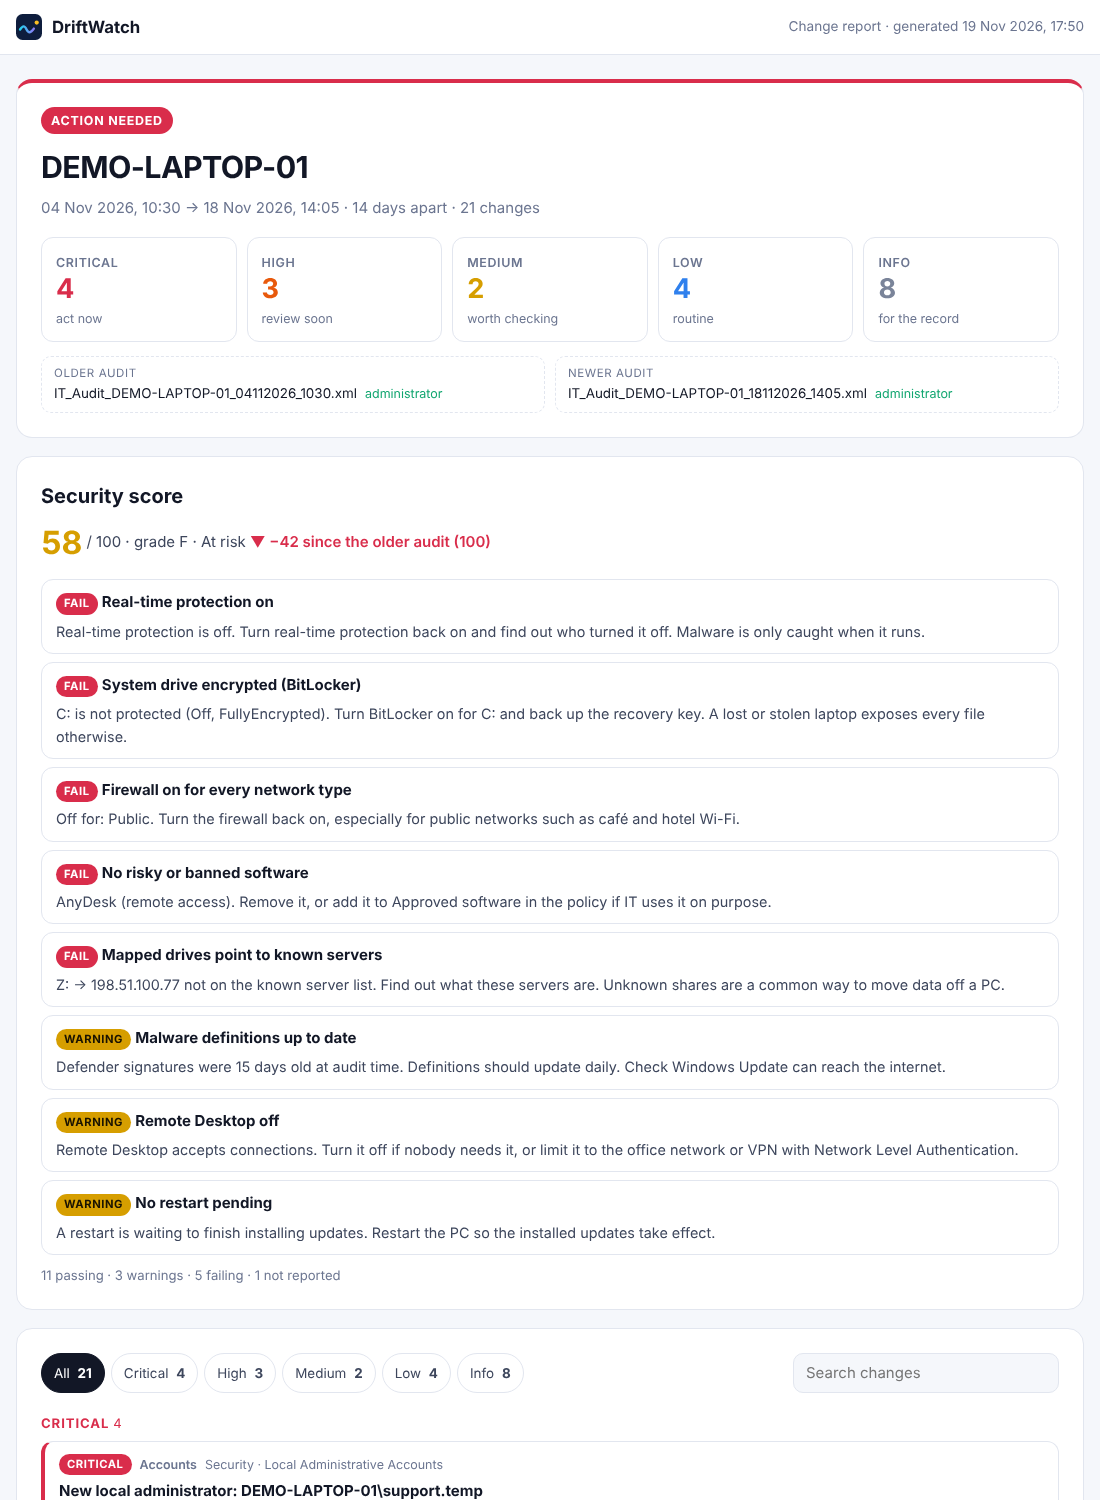 DriftWatch
Change report · generated 19 Nov 2026, 17:50
ACTION NEEDED
DEMO-LAPTOP-01
04 Nov 2026, 10:30 → 18 Nov 2026, 14:05 · 14 days apart · 21 changes
CRITICAL
4
act now
HIGH
3
review soon
MEDIUM
2
worth checking
LOW
4
routine
INFO
8
for the record
OLDER AUDIT
IT_Audit_DEMO-LAPTOP-01_04112026_1030.xml administrator
NEWER AUDIT
IT_Audit_DEMO-LAPTOP-01_18112026_1405.xml administrator
Security score
58 / 100 · grade F · At risk ▼ −42 since the older audit (100)
FAIL Real-time protection on
Real-time protection is off. Turn real-time protection back on and find out who turned it off. Malware is only caught when it runs.
FAIL System drive encrypted (BitLocker)
C: is not protected (Off, FullyEncrypted). Turn BitLocker on for C: and back up the recovery key. A lost or stolen laptop exposes every file
otherwise.
FAIL Firewall on for every network type
Off for: Public. Turn the firewall back on, especially for public networks such as café and hotel Wi-Fi.
FAIL No risky or banned software
AnyDesk (remote access). Remove it, or add it to Approved software in the policy if IT uses it on purpose.
FAIL Mapped drives point to known servers
Z: → 198.51.100.77 not on the known server list. Find out what these servers are. Unknown shares are a common way to move data off a PC.
WARNING Malware definitions up to date
Defender signatures were 15 days old at audit time. Definitions should update daily. Check Windows Update can reach the internet.
WARNING Remote Desktop off
Remote Desktop accepts connections. Turn it off if nobody needs it, or limit it to the office network or VPN with Network Level Authentication.
WARNING No restart pending
A restart is waiting to finish installing updates. Restart the PC so the installed updates take effect.
11 passing · 3 warnings · 5 failing · 1 not reported
All 21
Critical 4
High 3
Medium 2
Low 4
Info 8
Search changes
CRITICAL 4
CRITICAL Accounts Security · Local Administrative Accounts
New local administrator: DEMO-LAPTOP-01\support.temp